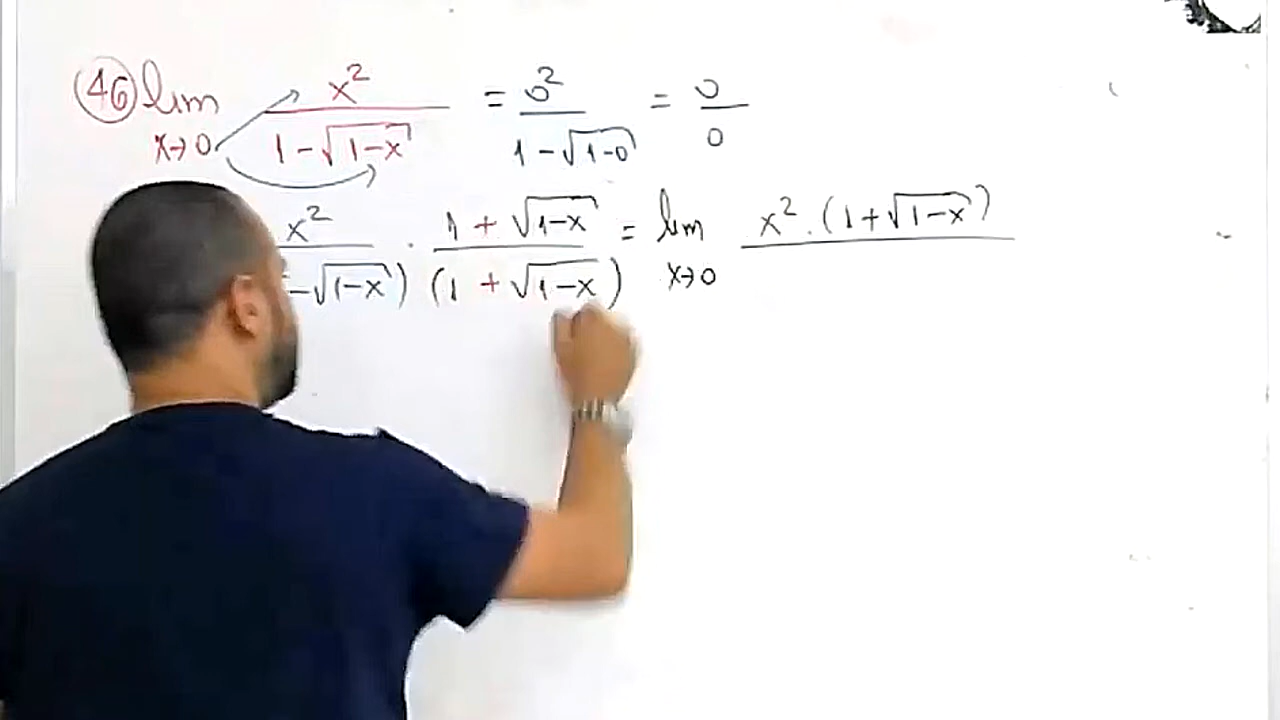 46 lim x→0 x² / (1 - √(1-x)) = 0² / (1 - √(1-0)) = 0 / 0
x² / ( - √(1-x)) · (1 + √(1-x)) / (1 + √(1-x)) = lim x→0 x² · (1 + √(1-x))